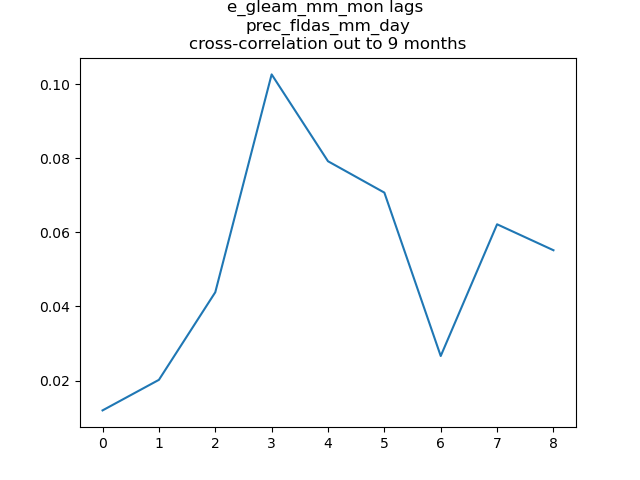 e_gleam_mm_mon lags
prec_fldas_mm_day
cross-correlation out to 9 months
0.10
0.08
0.06
0.04
0.02
0 1 2 3 4 5 6 7 8